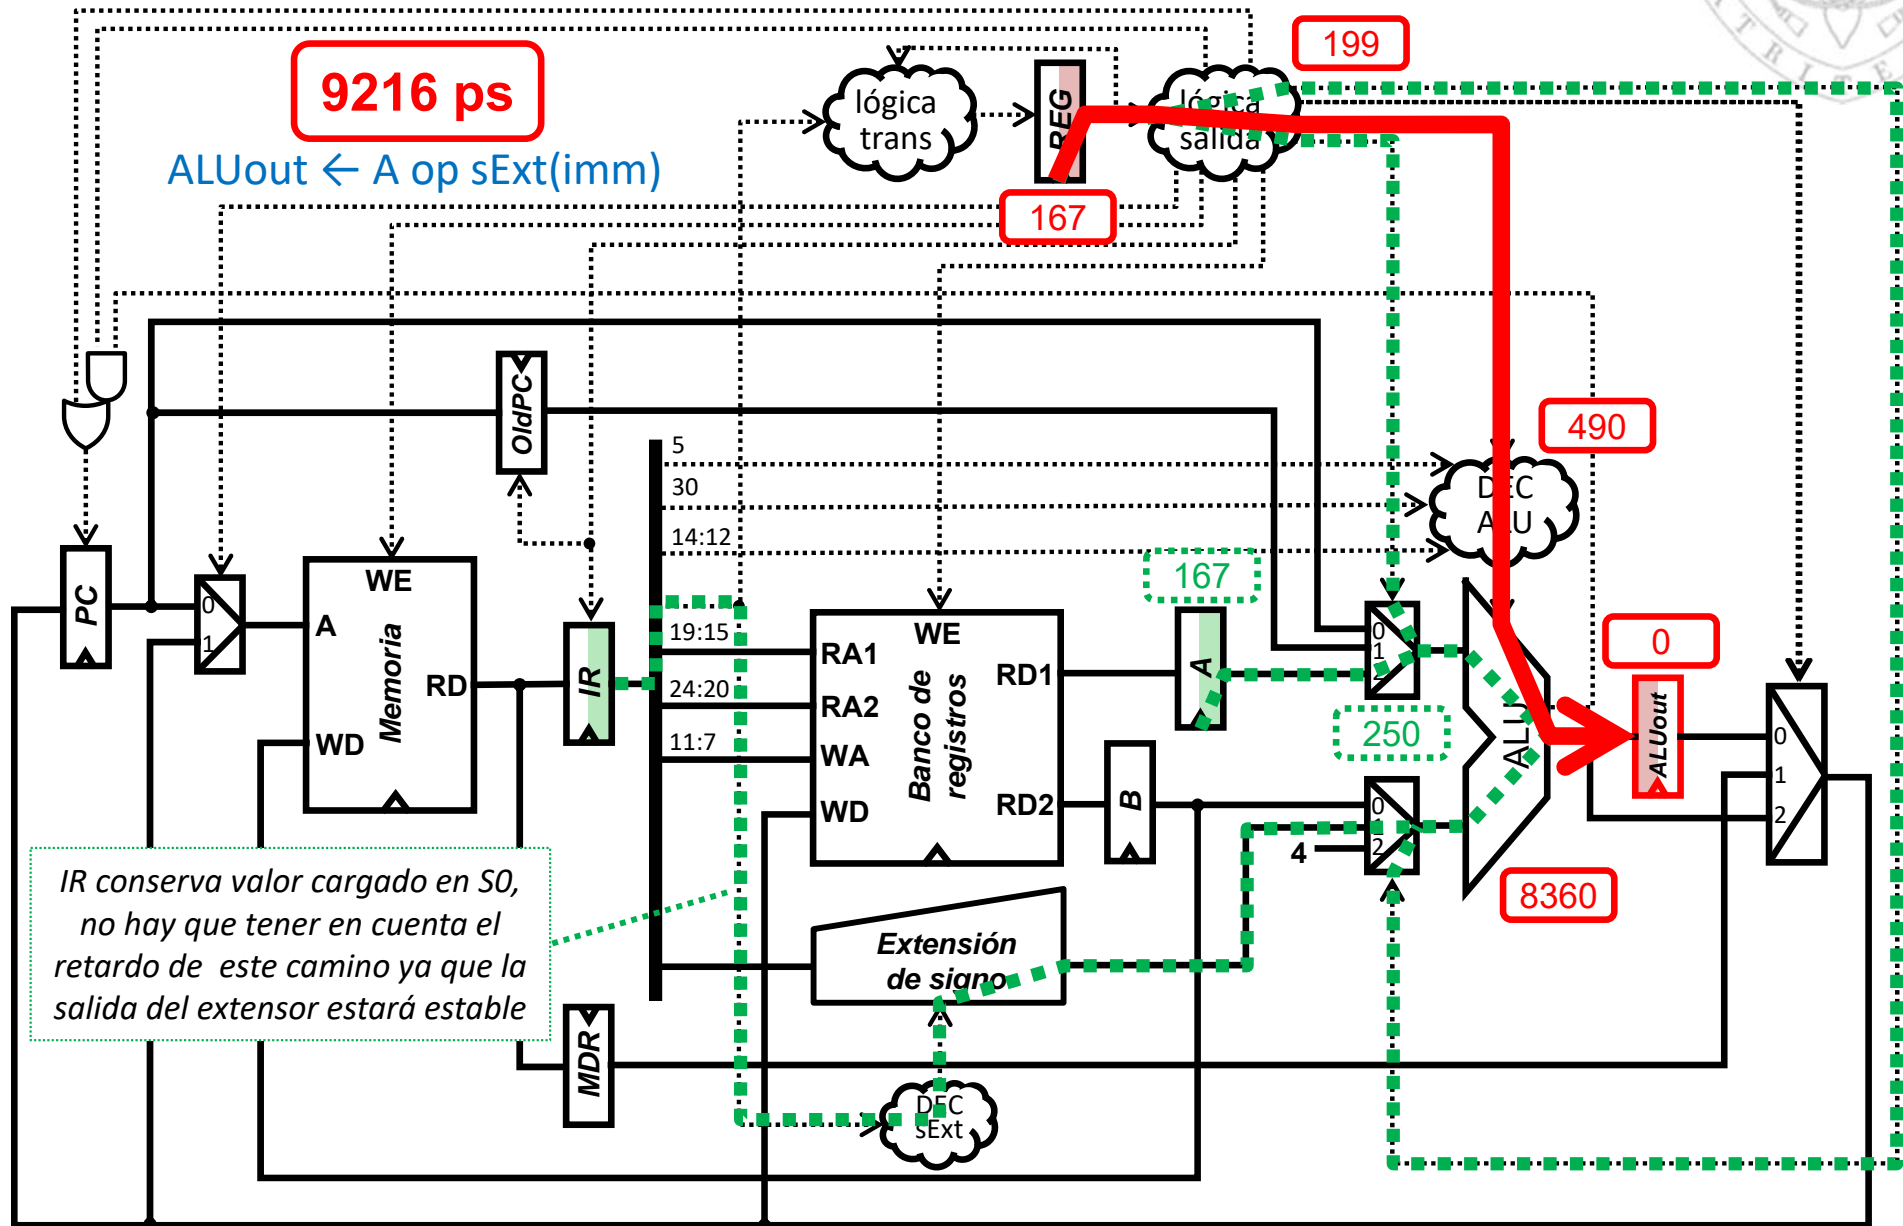 199
9216 ps
ALUout ← A op sExt(imm)
lógica
trans
REG
lógica
salida
167
OldPC
490
5
30
14:12
DEC
ALU
167
PC
0
1
WE
A
Memoria
RD
WD
IR
19:15
24:20
11:7
WE
RA1
RA2
WA
WD
Banco de
registros
RD1
RD2
A
B
0
1
2
250
0
1
2
4
ALU
8360
0
ALUout
0
1
2
IR conserva valor cargado en S0,
no hay que tener en cuenta el
retardo de este camino ya que la
salida del extensor estará estable
Extensión
de signo
MDR
DEC
sExt